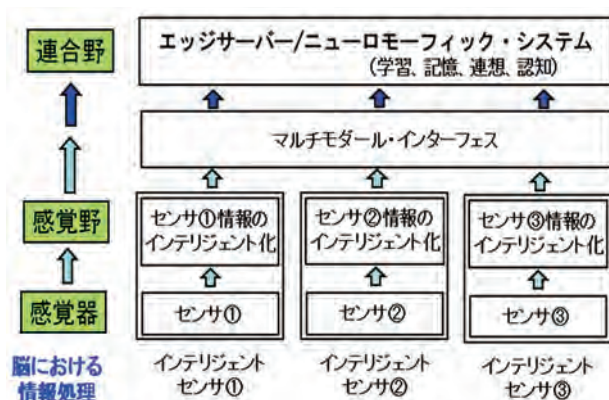 連合野
エッジサーバー/ニューロモーフィック・システム
(学習、記憶、連想、認知)
マルチモダール・インターフェス
感覚野
センサ①情報の
インテリジェント化
センサ②情報の
インテリジェント化
センサ③情報の
インテリジェント化
感覚器
センサ①
センサ②
センサ③
脳における
情報処理
インテリジェント
センサ①
インテリジェント
センサ②
インテリジェント
センサ③